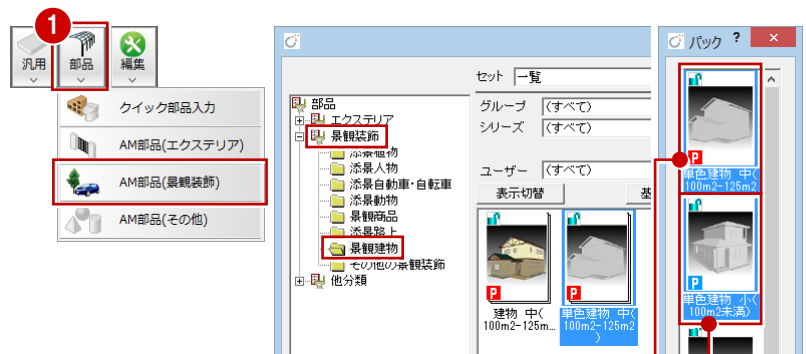 1
汎用
部品
編集
クイック部品入力
AM部品(エクステリア)
AM部品(景観装飾)
AM部品(その他)
セット 一覧
部品
エクステリア
景観装飾
添景植物
添景人物
添景自動車・自転車
添景動物
景観商品
添景路上
景観建物
その他の景観装飾
他分類
グループ (すべて)
シリーズ (すべて)
ユーザー (すべて)
表示切替
基
P
建物 中(
100m2-125m...
P
単色建物 中(
100m2-125m2
)
パック ? ×
P
単色建物 中(
100m2-125m2
P
単色建物 小(
100m2未満)